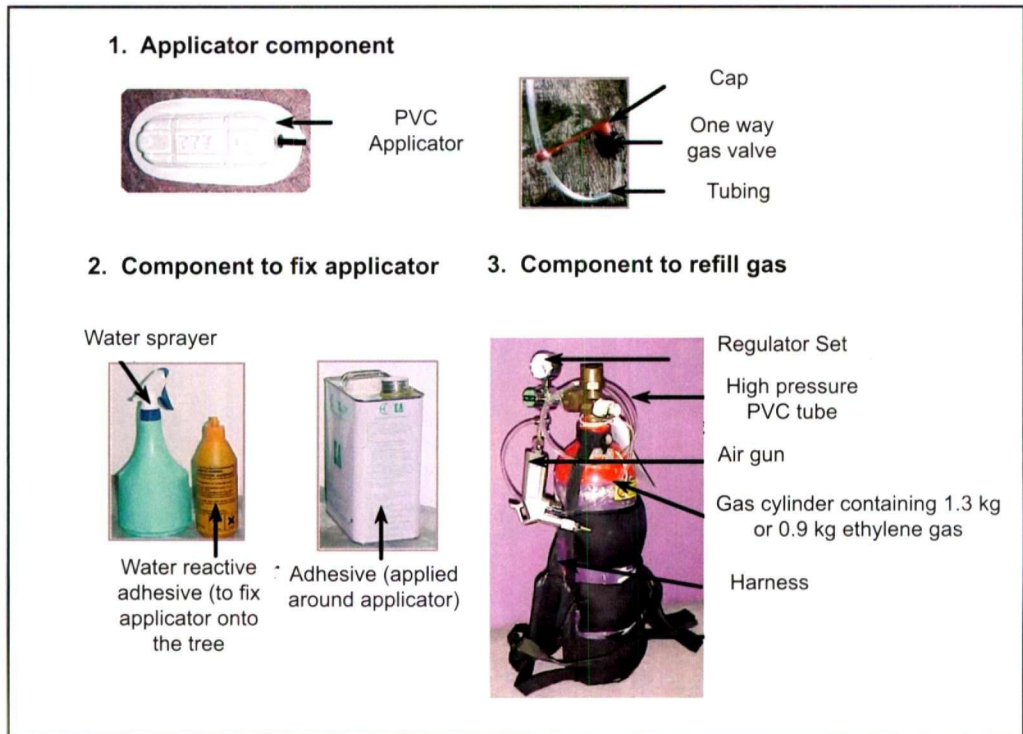 1. Applicator component
PVC
Applicator
Cap
One way
gas valve
Tubing
2. Component to fix applicator
Water sprayer
Water reactive
adhesive (to fix
applicator onto
the tree
Adhesive (applied
around applicator)
3. Component to refill gas
Regulator Set
High pressure
PVC tube
Air gun
Gas cylinder containing 1.3 kg
or 0.9 kg ethylene gas
Harness